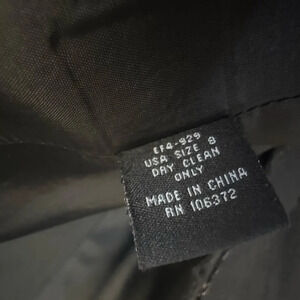 EF4-929
USA SIZE 8
DRY CLEAN
ONLY
MADE IN CHINA
RN 106372